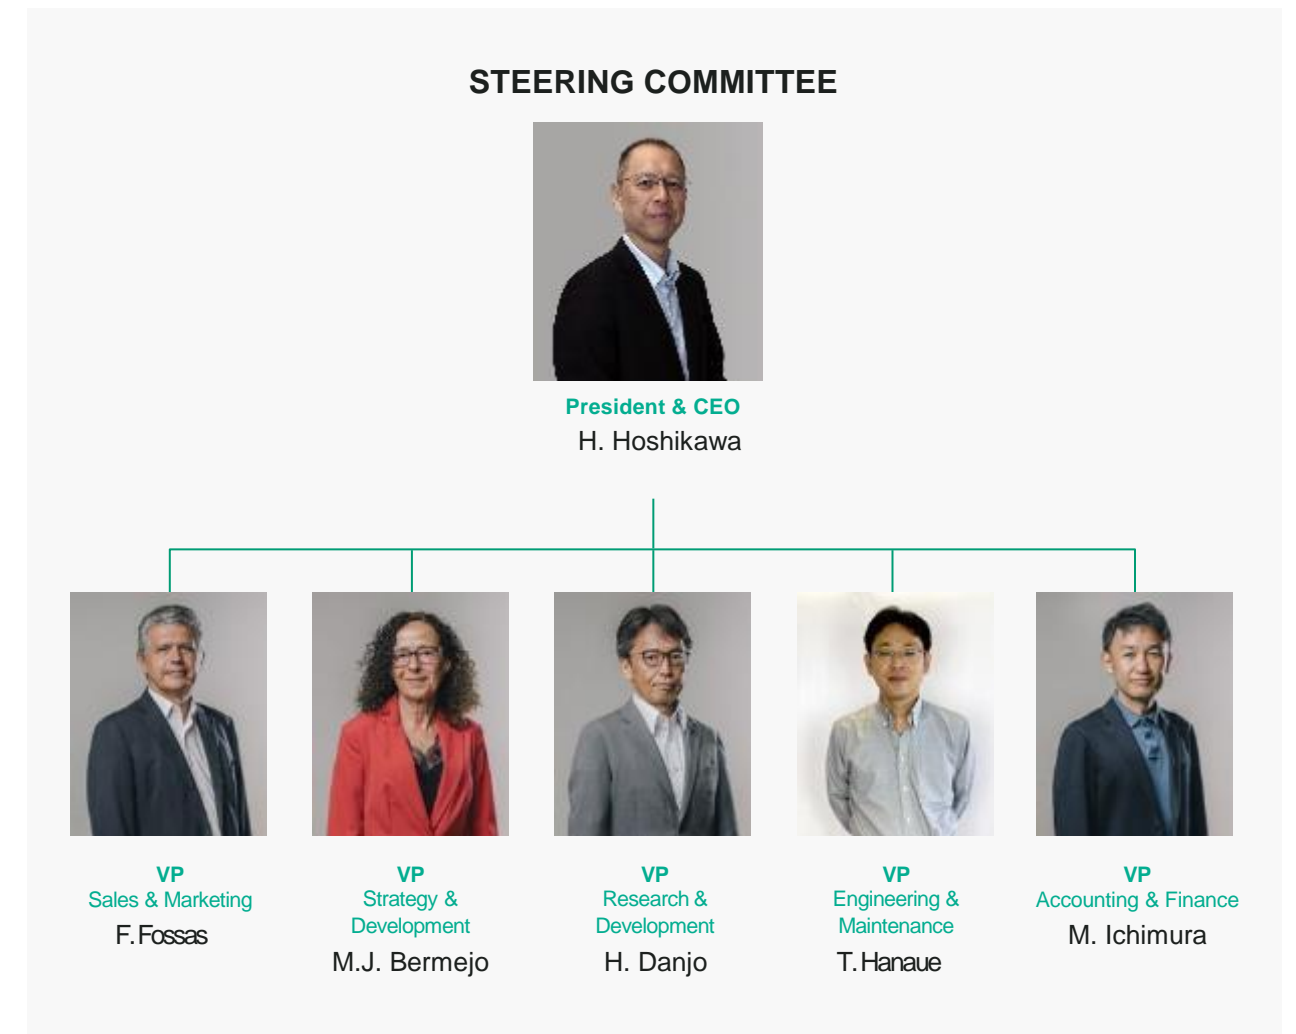 STEERING COMMITTEE
President & CEO
H. Hoshikawa
VP
Sales & Marketing
F. Fossas
VP
Strategy &
Development
M.J. Bermejo
VP
Research &
Development
H. Danjo
VP
Engineering &
Maintenance
T. Hanaue
VP
Accounting & Finance
M. Ichimura